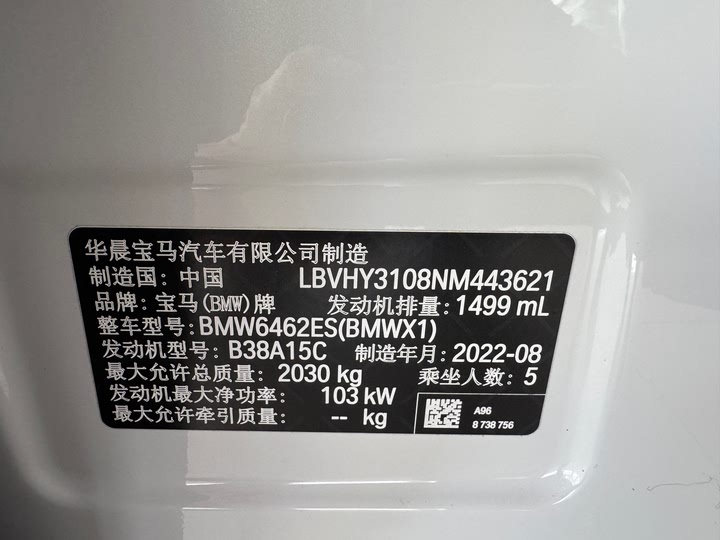 华晨宝马汽车有限公司制造
制造国: 中国 LBVHY3108NM443621
品牌: 宝马(BMW)牌 发动机排量: 1499 mL
整车型号: BMW6462ES(BMWX1)
发动机型号: B38A15C 制造年月: 2022-08
最大允许总质量: 2030 kg 乘坐人数: 5
发动机最大净功率: 103 kW
最大允许牵引质量: -- kg
A96
8 738 756